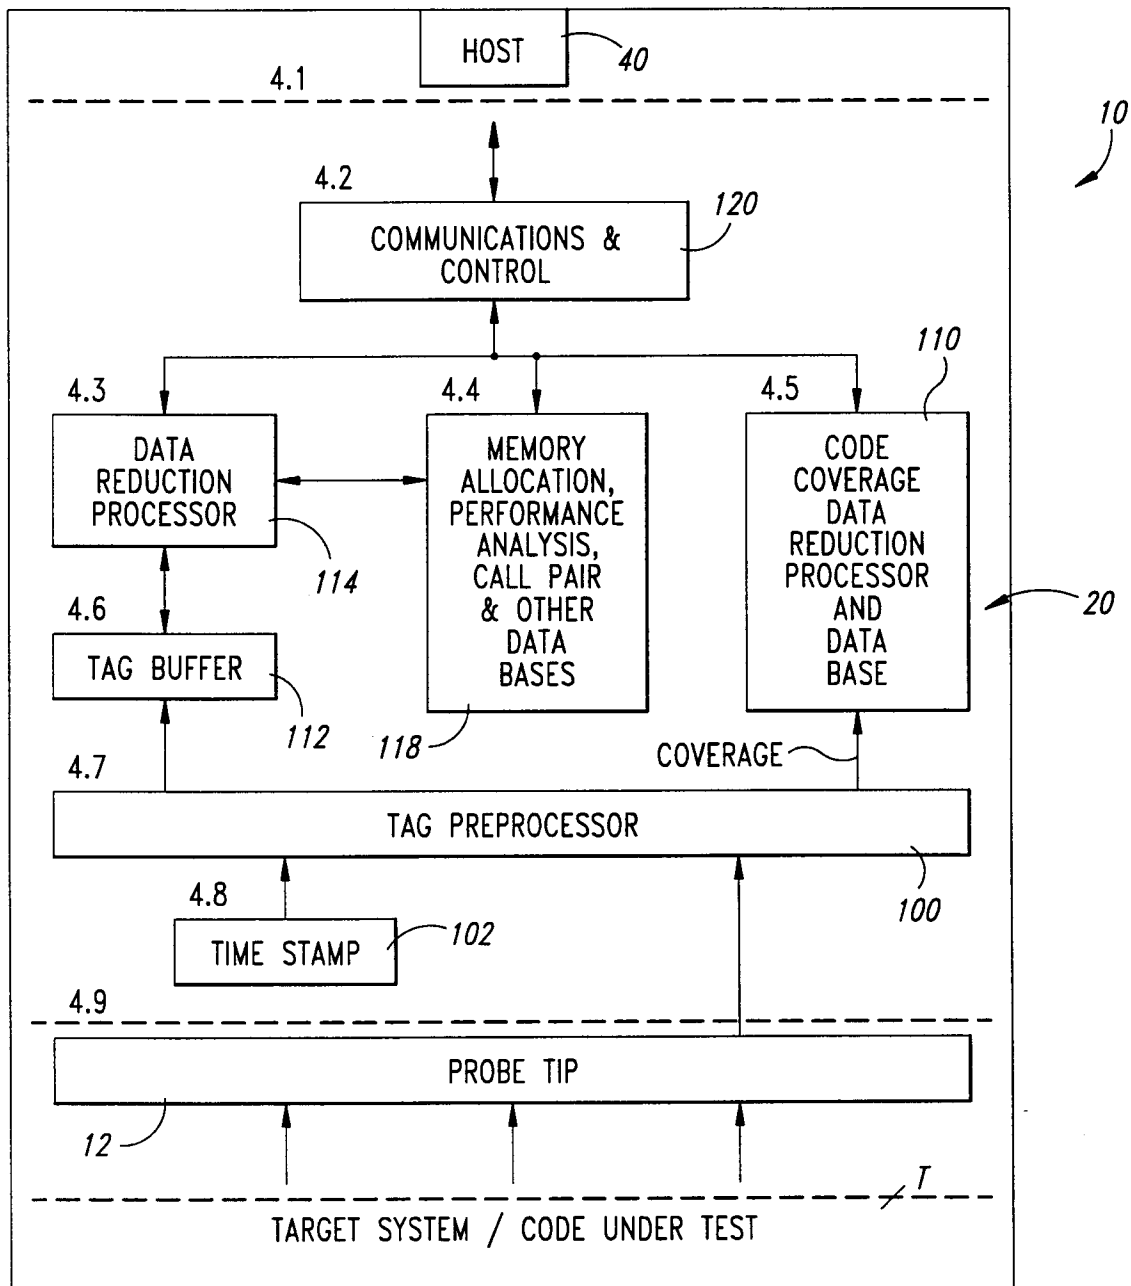 HOST
40
4.1
10
4.2
120
COMMUNICATIONS &
CONTROL
110
4.3
4.4
4.5
DATA
REDUCTION
PROCESSOR
114
MEMORY
ALLOCATION,
PERFORMANCE
ANALYSIS,
CALL PAIR
& OTHER
DATA
BASES
118
CODE
COVERAGE
DATA
REDUCTION
PROCESSOR
AND
DATA
BASE
20
4.6
TAG BUFFER
112
COVERAGE
4.7
TAG PREPROCESSOR
100
4.8
TIME STAMP
102
4.9
PROBE TIP
12
T
TARGET SYSTEM / CODE UNDER TEST